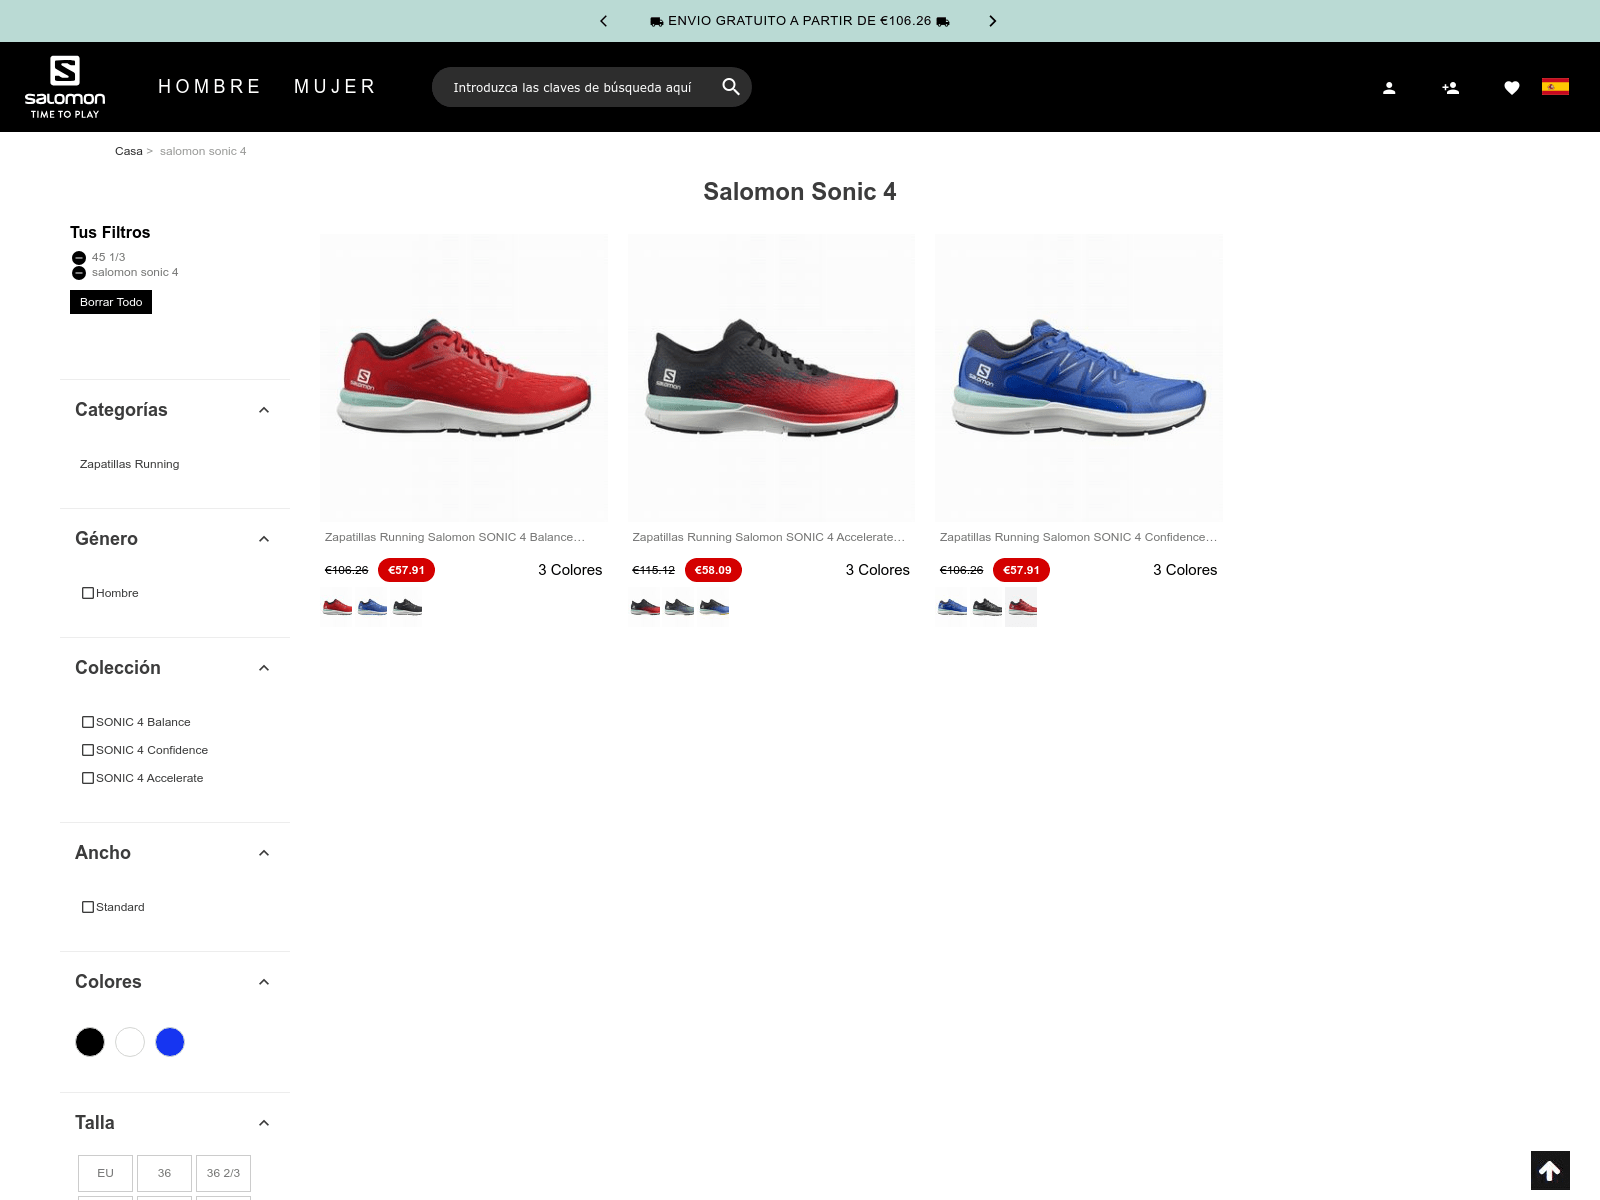 ENVIO GRATUITO A PARTIR DE €106.26
salomon
TIME TO PLAY
HOMBRE
MUJER
Introduzca las claves de búsqueda aquí
Casa > salomon sonic 4
Salomon Sonic 4
Tus Filtros
45 1/3
salomon sonic 4
Borrar Todo
Categorías
Zapatillas Running
Género
Hombre
Colección
SONIC 4 Balance
SONIC 4 Confidence
SONIC 4 Accelerate
Ancho
Standard
Colores
Talla
EU 36 36 2/3
salomon
Zapatillas Running Salomon SONIC 4 Balance...
€106.26 €57.91 3 Colores
salomon
Zapatillas Running Salomon SONIC 4 Accelerate...
€115.12 €58.09 3 Colores
salomon
Zapatillas Running Salomon SONIC 4 Confidence...
€106.26 €57.91 3 Colores